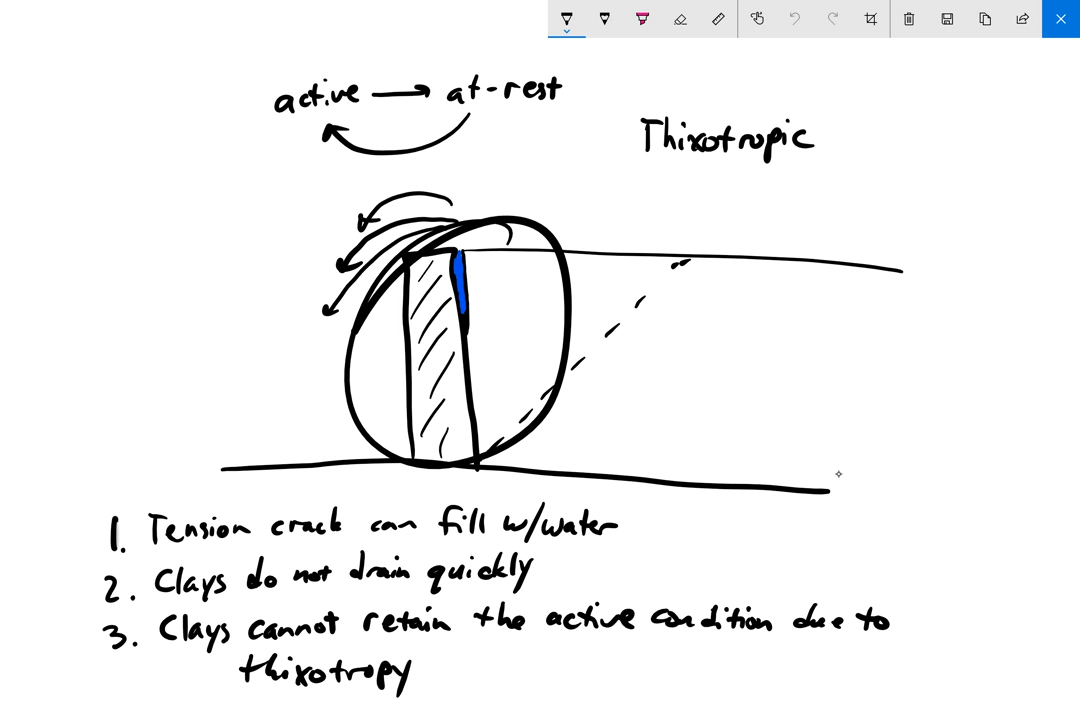 active → at-rest
Thixotropic
1. Tension crack can fill w/water
2. Clays do not drain quickly
3. Clays cannot retain the active condition due to
thixotropy